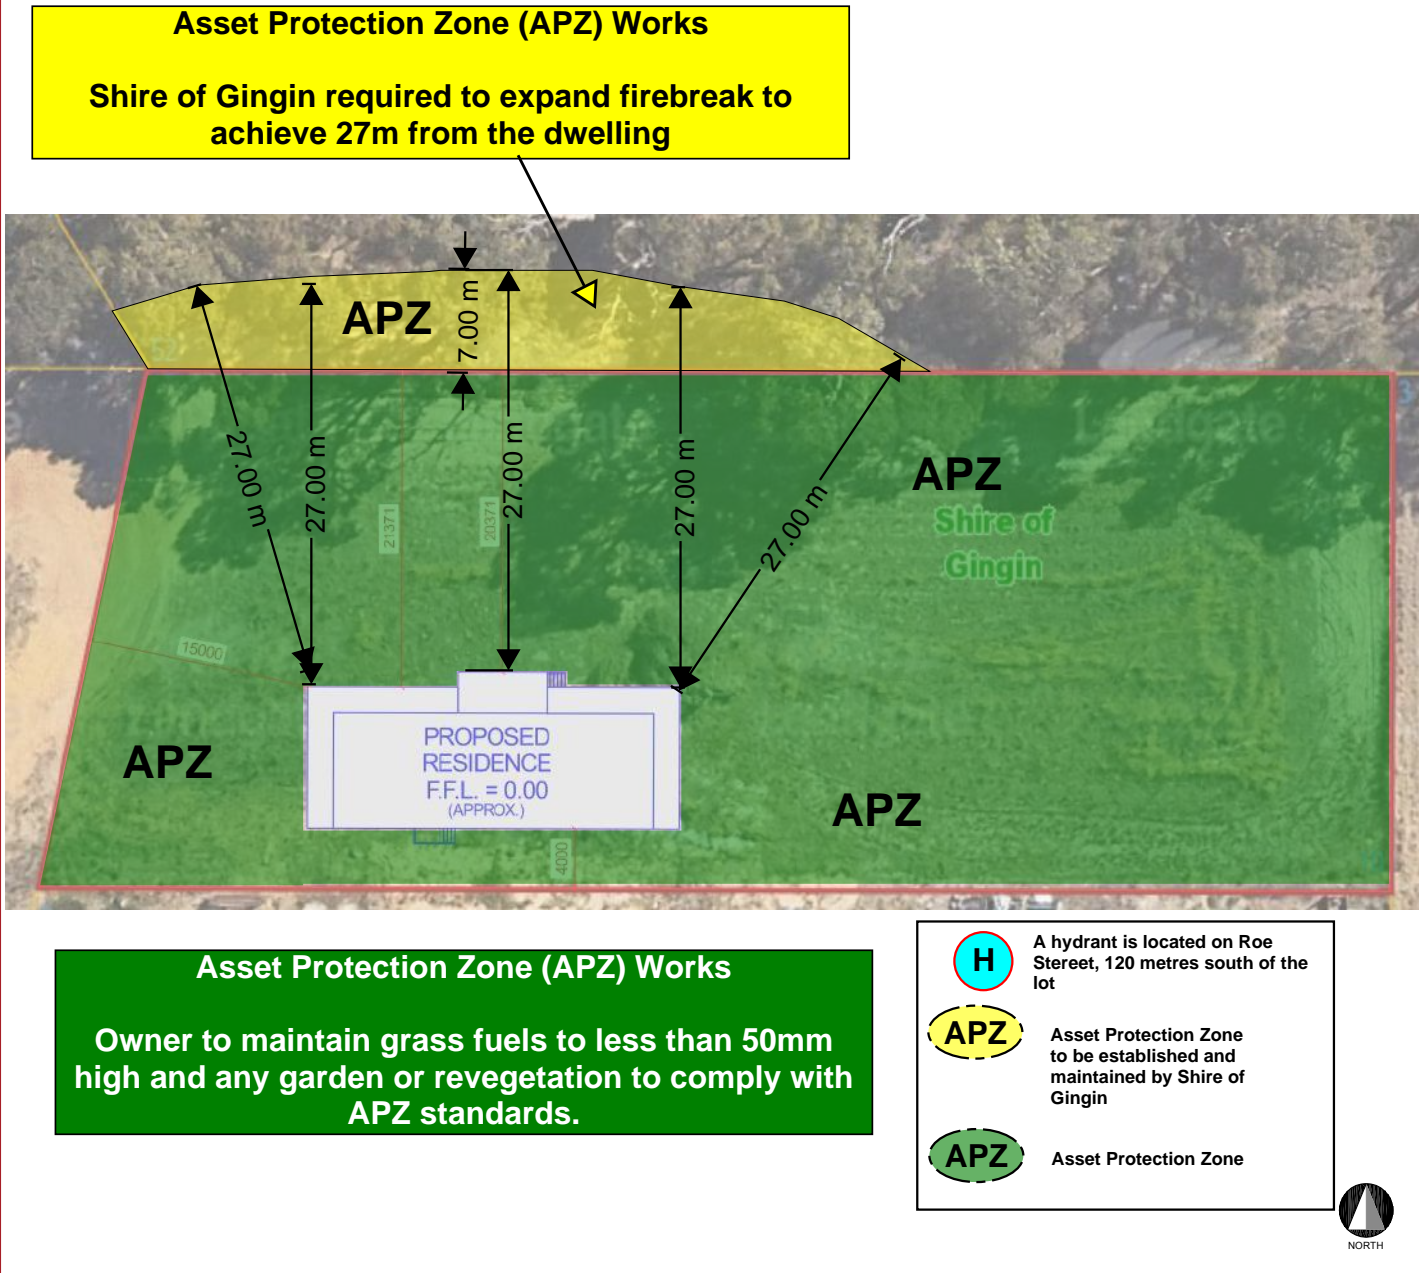 Asset Protection Zone (APZ) Works
Shire of Gingin required to expand firebreak to
achieve 27m from the dwelling
APZ
7.00 m
27.00 m
27.00 m
27.00 m
27.00 m
27.00 m
21371
20371
15000
APZ
Shire of
Gingin
PROPOSED
RESIDENCE
F.F.L. = 0.00
(APPROX.)
APZ
APZ
4000
Asset Protection Zone (APZ) Works
Owner to maintain grass fuels to less than 50mm
high and any garden or revegetation to comply with
APZ standards.
H
A hydrant is located on Roe
Stereet, 120 metres south of the
lot
APZ
Asset Protection Zone
to be established and
maintained by Shire of
Gingin
APZ
Asset Protection Zone
NORTH